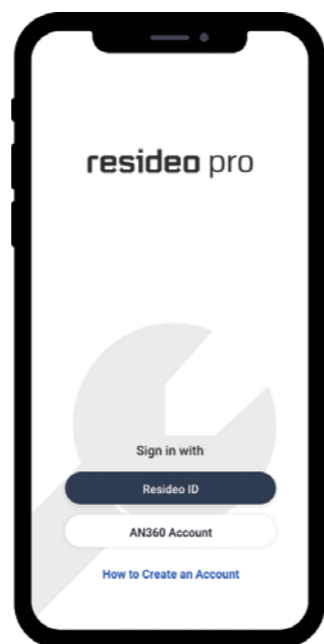 resideo pro
Sign in with
Resideo ID
AN360 Account
How to Create an Account